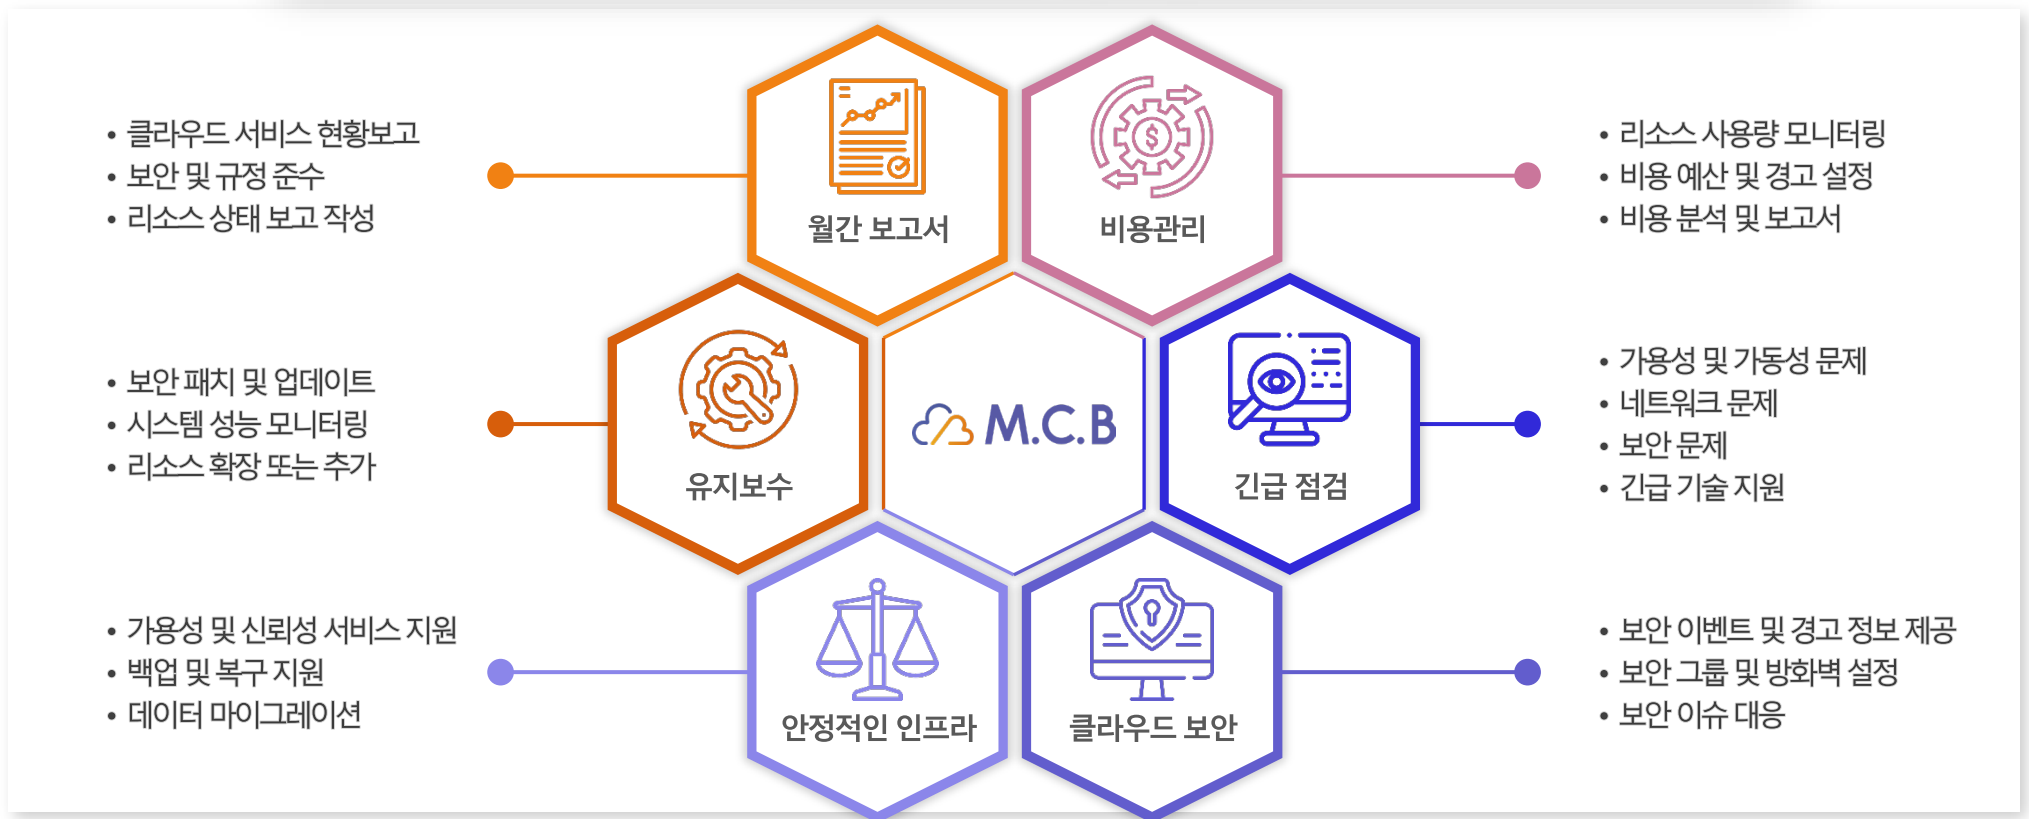 • 클라우드 서비스 현황보고
• 보안 및 규정 준수
• 리소스 상태 보고 작성
월간 보고서
비용관리
• 리소스 사용량 모니터링
• 비용 예산 및 경고 설정
• 비용 분석 및 보고서
• 보안 패치 및 업데이트
• 시스템 성능 모니터링
• 리소스 확장 또는 추가
유지보수
M.C.B
긴급 점검
• 가용성 및 가동성 문제
• 네트워크 문제
• 보안 문제
• 긴급 기술 지원
• 가용성 및 신뢰성 서비스 지원
• 백업 및 복구 지원
• 데이터 마이그레이션
안정적인 인프라
클라우드 보안
• 보안 이벤트 및 경고 정보 제공
• 보안 그룹 및 방화벽 설정
• 보안 이슈 대응